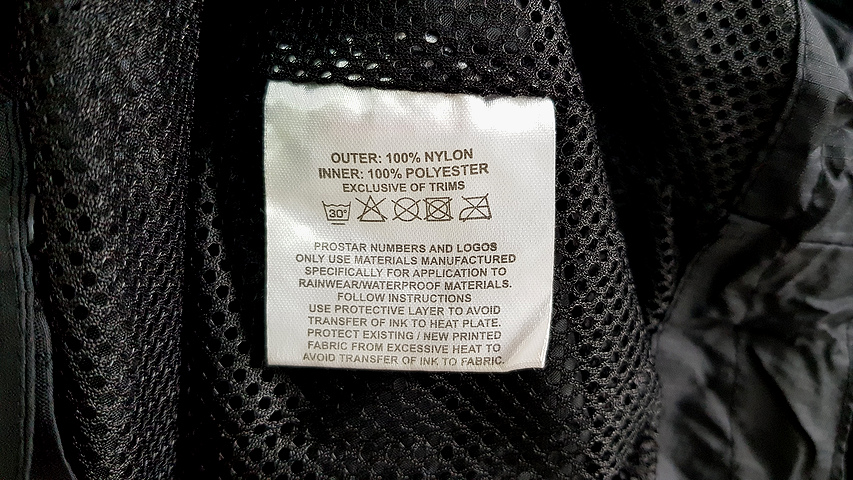 OUTER: 100% NYLON
INNER: 100% POLYESTER
EXCLUSIVE OF TRIMS
30°
PROSTAR NUMBERS AND LOGOS
ONLY USE MATERIALS MANUFACTURED
SPECIFICALLY FOR APPLICATION TO
RAINWEAR/WATERPROOF MATERIALS.
FOLLOW INSTRUCTIONS
USE PROTECTIVE LAYER TO AVOID
TRANSFER OF INK TO HEAT PLATE.
PROTECT EXISTING / NEW PRINTED
FABRIC FROM EXCESSIVE HEAT TO
AVOID TRANSFER OF INK TO FABRIC.